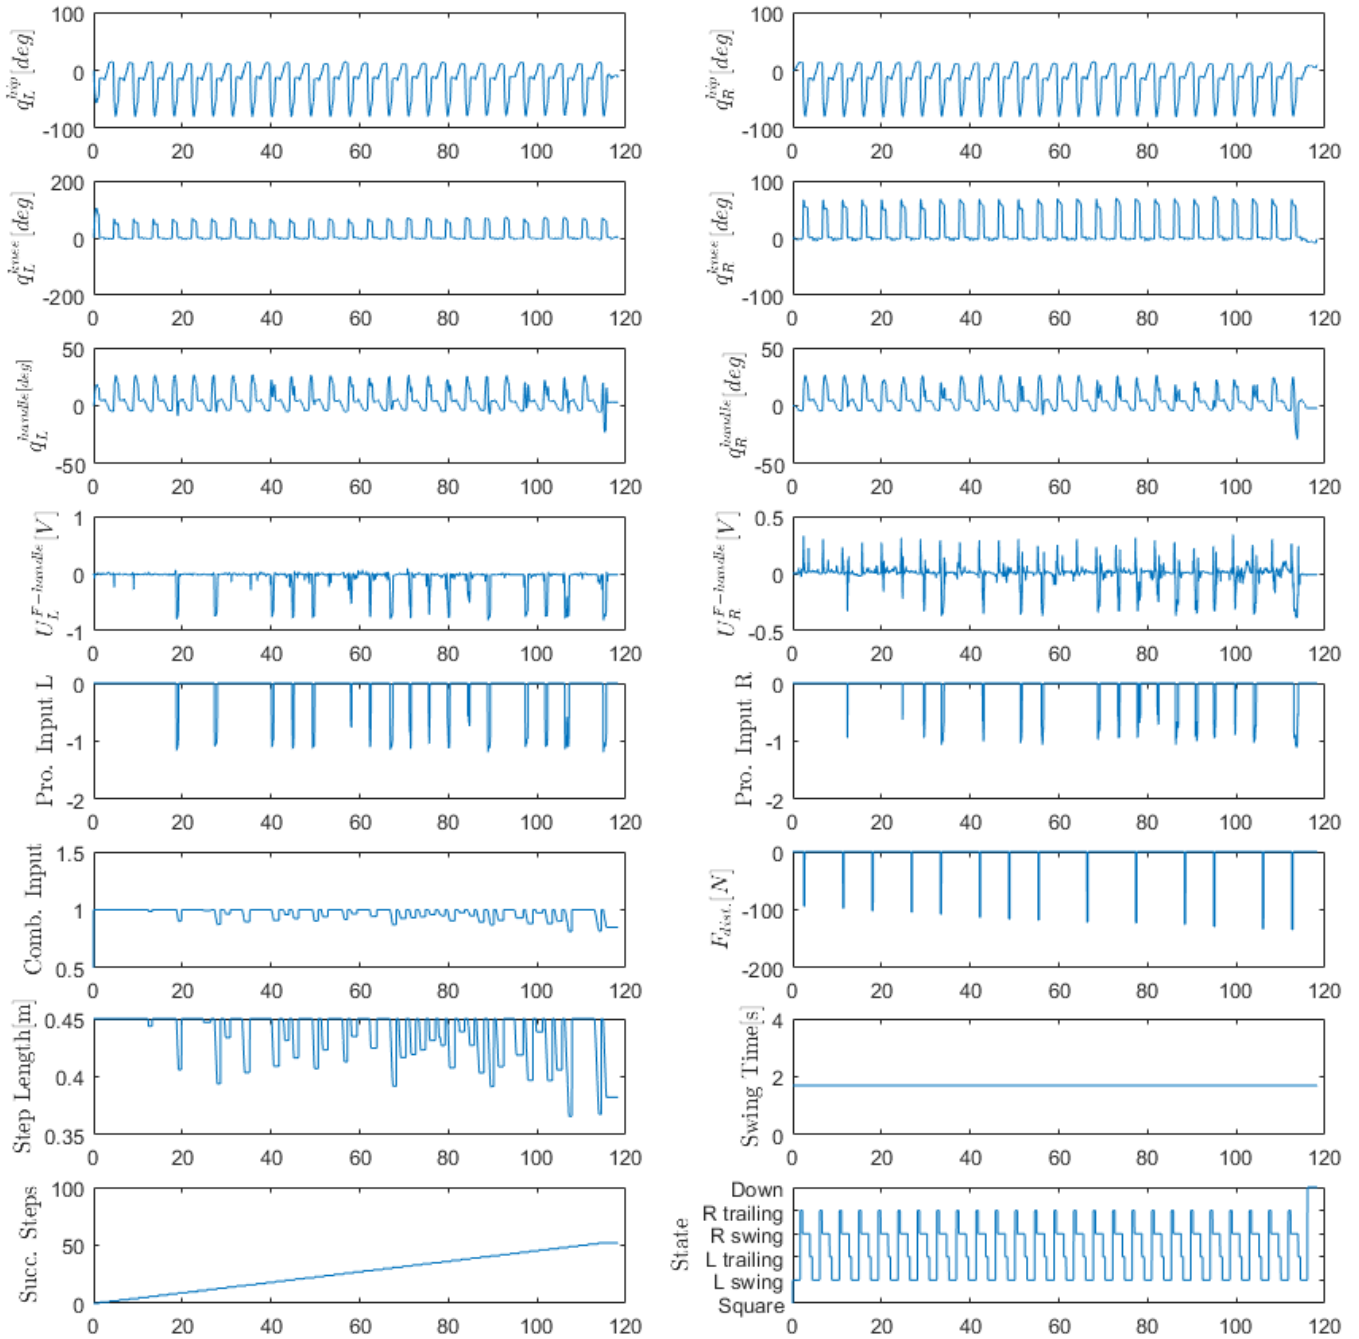 q_L^{hip}[deg]
100
0
-100
0 20 40 60 80 100 120
q_R^{hip}[deg]
100
0
-100
0 20 40 60 80 100 120
q_L^{knee}[deg]
200
0
-200
0 20 40 60 80 100 120
q_R^{knee}[deg]
100
0
-100
0 20 40 60 80 100 120
q_L^{handle[deg]}
50
0
-50
0 20 40 60 80 100 120
q_R^{handle}[deg]
50
0
-50
0 20 40 60 80 100 120
U_L^{F-handle}[V]
1
0
-1
0 20 40 60 80 100 120
U_R^{F-handle}[V]
0.5
0
-0.5
0 20 40 60 80 100 120
Pro. Input L
0
-1
-2
0 20 40 60 80 100 120
Pro. Input R
0
-1
-2
0 20 40 60 80 100 120
Comb. Input
1.5
1
0.5
0 20 40 60 80 100 120
F_{dist.}[N]
0
-100
-200
0 20 40 60 80 100 120
Step Length[m]
0.45
0.4
0.35
0 20 40 60 80 100 120
Swing Time[s]
4
2
0
0 20 40 60 80 100 120
Succ. Steps
100
50
0
0 20 40 60 80 100 120
State
Down
R trailing
R swing
L trailing
L swing
Square
0 20 40 60 80 100 120